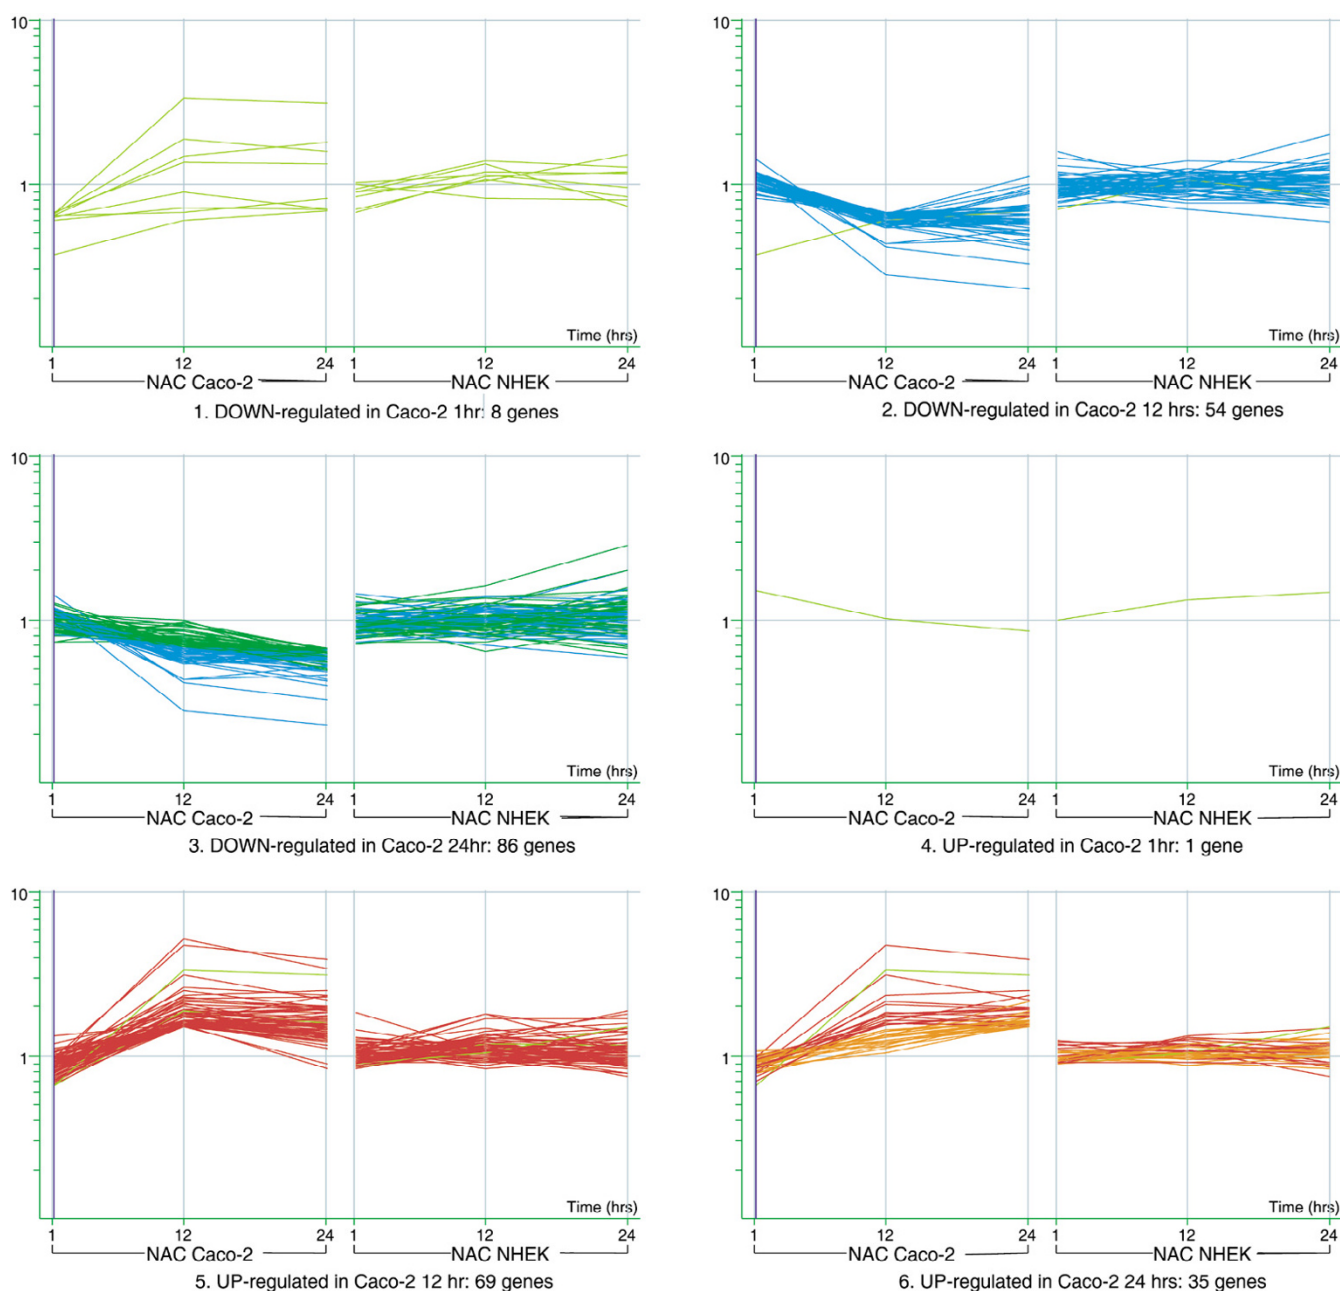 10
1
Time (hrs)
1 12 24 1 12 24
NAC Caco-2 NAC NHEK
1. DOWN-regulated in Caco-2 1hr: 8 genes
10
1
Time (hrs)
1 12 24 1 12 24
NAC Caco-2 NAC NHEK
2. DOWN-regulated in Caco-2 12 hrs: 54 genes
10
1
Time (hrs)
1 12 24 1 12 24
NAC Caco-2 NAC NHEK
3. DOWN-regulated in Caco-2 24hr: 86 genes
10
1
Time (hrs)
1 12 24 1 12 24
NAC Caco-2 NAC NHEK
4. UP-regulated in Caco-2 1hr: 1 gene
10
1
Time (hrs)
1 12 24 1 12 24
NAC Caco-2 NAC NHEK
5. UP-regulated in Caco-2 12 hr: 69 genes
10
1
Time (hrs)
1 12 24 1 12 24
NAC Caco-2 NAC NHEK
6. UP-regulated in Caco-2 24 hrs: 35 genes